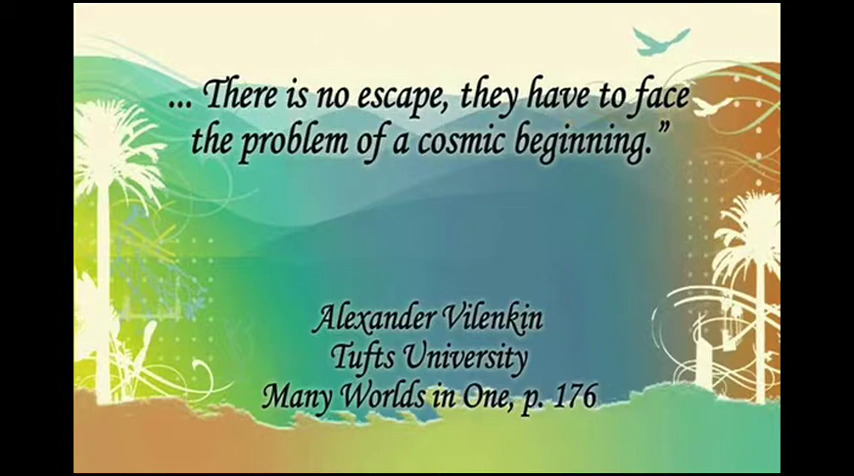 ... There is no escape, they have to face
the problem of a cosmic beginning.”
Alexander Vilenkin
Tufts University
Many Worlds in One, p. 176